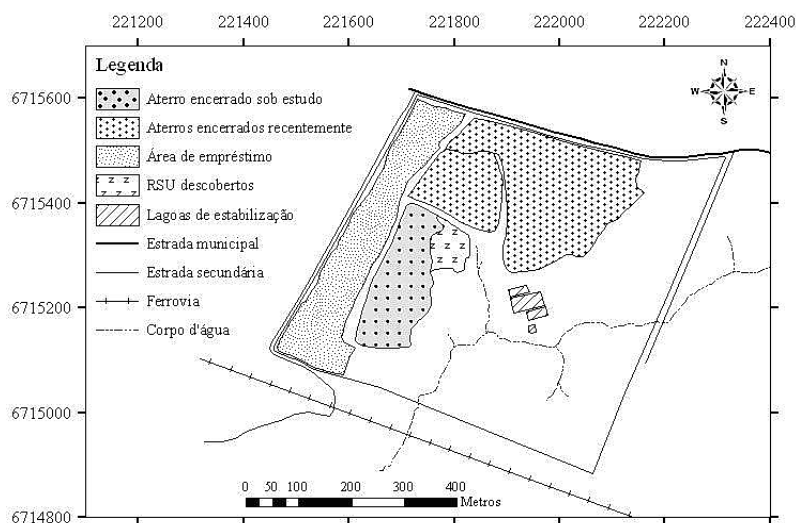 221200 221400 221600 221800 222000 222200 222400
Legenda
Aterro encerrado sob estudo
Aterros encerrados recentemente
Área de empréstimo
z z z RSU descobertos
Lagoas de estabilização
Estrada municipal
Estrada secundária
Ferrovia
Corpo d'água
N
W E
S
z z
z z
z z
6715600
6715400
6715200
6715000
6714800
0 50 100 200 300 400
Metros